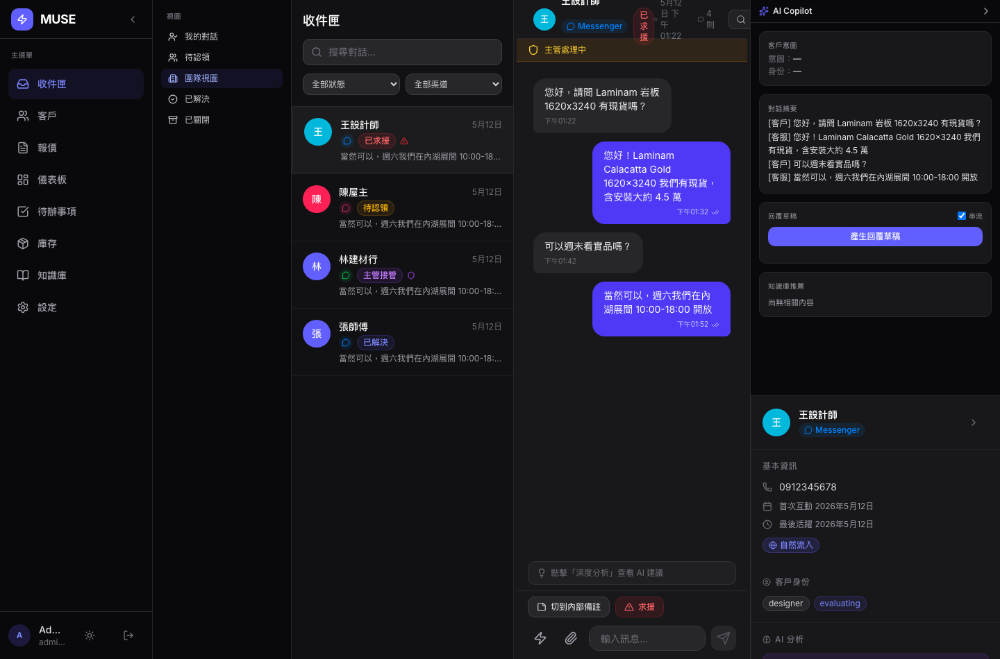 MUSE
主選單
收件匣
客戶
報價
儀表板
待辦事項
庫存
知識庫
設定
A
Ad...
admi...
視圖
我的對話
待認領
團隊視圖
已解決
已關閉
收件匣
搜尋對話...
全部狀態
全部渠道
王
王設計師
5月12日
已求援
當然可以，週六我們在內湖展間 10:00-18...
陳
陳屋主
5月12日
待認領
當然可以，週六我們在內湖展間 10:00-18:...
林
林建材行
5月12日
主管接管
當然可以，週六我們在內湖展間 10:00-18:...
張
張師傅
5月12日
已解決
當然可以，週六我們在內湖展間 10:00-18:...
王
王設計師
Messenger
已
求
援
5月12
日 下
午
01:22
4
則
主管處理中
您好，請問 Laminam 岩板
1620x3240 有現貨嗎？
下午01:22
您好！Laminam
Calacatta Gold
1620×3240 我們有現貨，
含安裝大約 4.5 萬
下午01:32
可以週末看實品嗎？
下午01:42
當然可以，週六我們在內
湖展間 10:00-18:00 開放
下午01:52
點擊「深度分析」查看 AI 建議
切到內部備註
求援
輸入訊息...
AI Copilot
客戶意圖
意圖：—
身份：—
對話摘要
[客戶] 您好，請問 Laminam 岩板 1620x3240 有現貨嗎？
[客服] 您好！Laminam Calacatta Gold 1620×3240 我們
有現貨，含安裝大約 4.5 萬
[客戶] 可以週末看實品嗎？
[客服] 當然可以，週六我們在內湖展間 10:00-18:00 開放
回覆草稿
串流
產生回覆草稿
知識庫推薦
尚無相關內容
王
王設計師
Messenger
基本資訊
0912345678
首次互動 2026年5月12日
最後活躍 2026年5月12日
自然流入
客戶身份
designer
evaluating
AI 分析